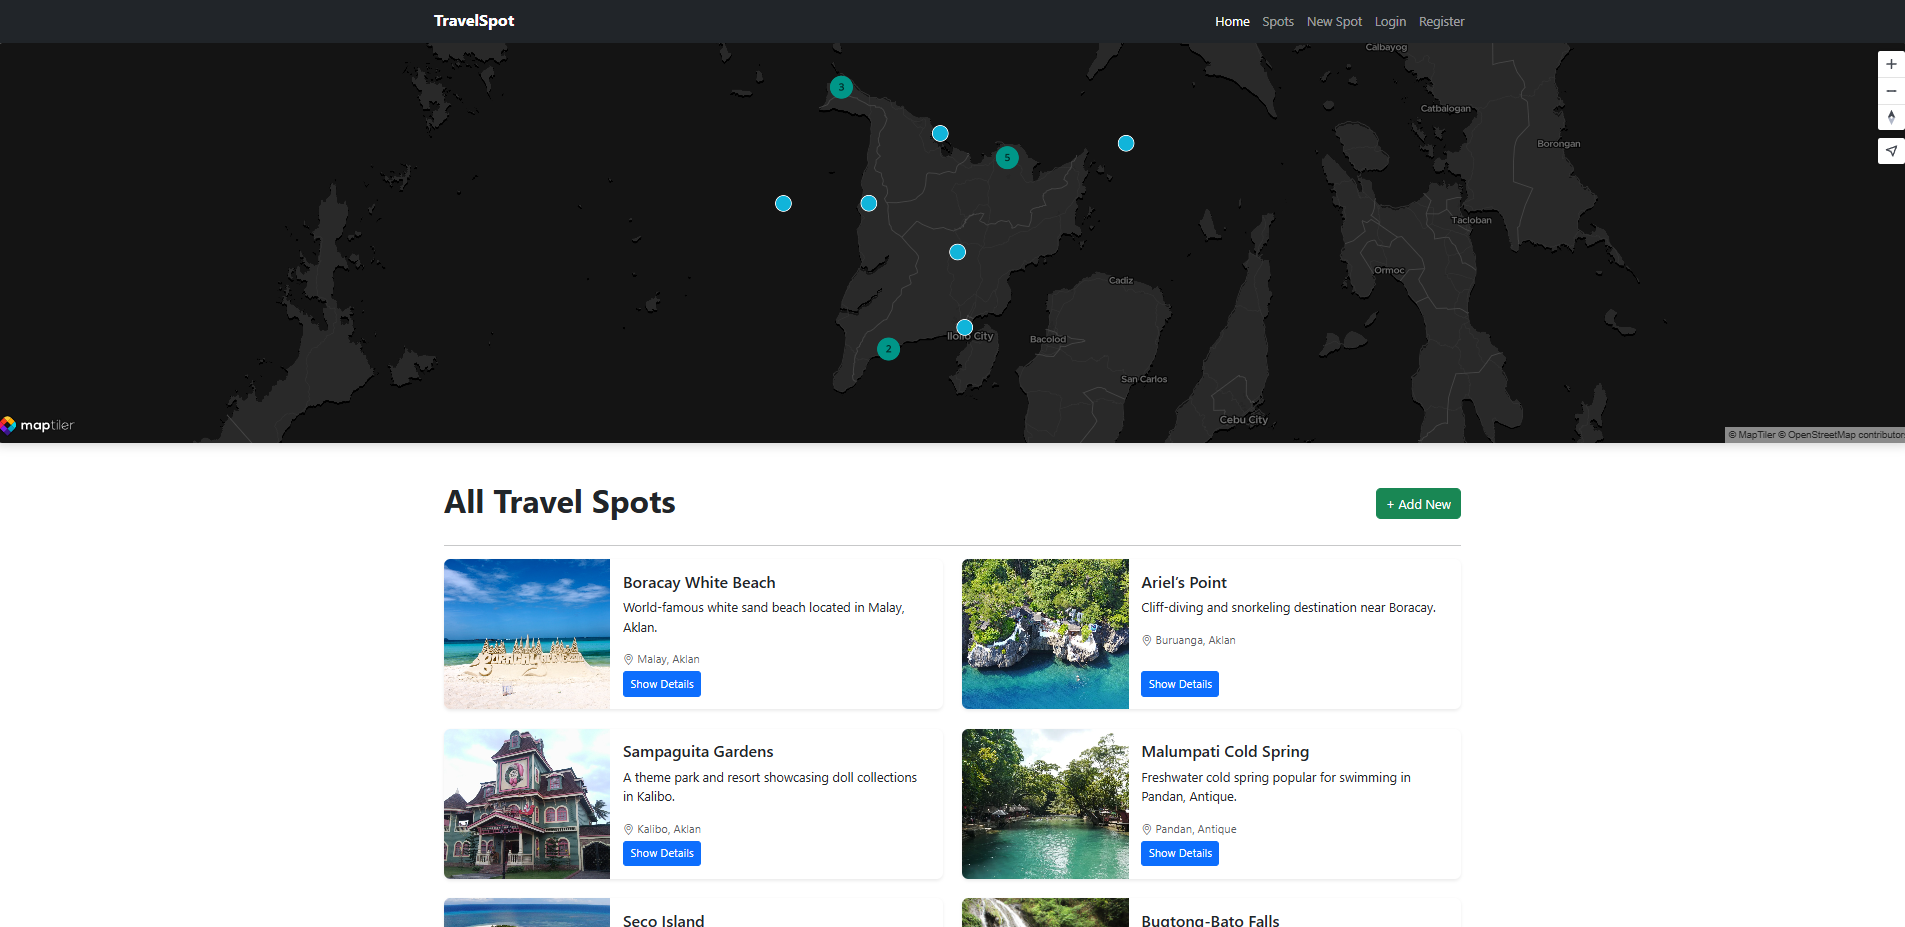 TravelSpot
Home Spots New Spot Login Register
Calbayog
Catbalogan
Borongan
Tacloban
Ormoc
Cadiz
Iloilo City
Bacolod
San Carlos
Cebu City
3
5
2
maptiler
© MapTiler © OpenStreetMap contributors
All Travel Spots
+ Add New
Boracay White Beach
World-famous white sand beach located in Malay,
Aklan.
Malay, Aklan
Show Details
Ariel's Point
Cliff-diving and snorkeling destination near Boracay.
Buruanga, Aklan
Show Details
BORACAY
Sampaguita Gardens
A theme park and resort showcasing doll collections
in Kalibo.
Kalibo, Aklan
Show Details
Malumpati Cold Spring
Freshwater cold spring popular for swimming in
Pandan, Antique.
Pandan, Antique
Show Details
Seco Island
Bugtong-Bato Falls